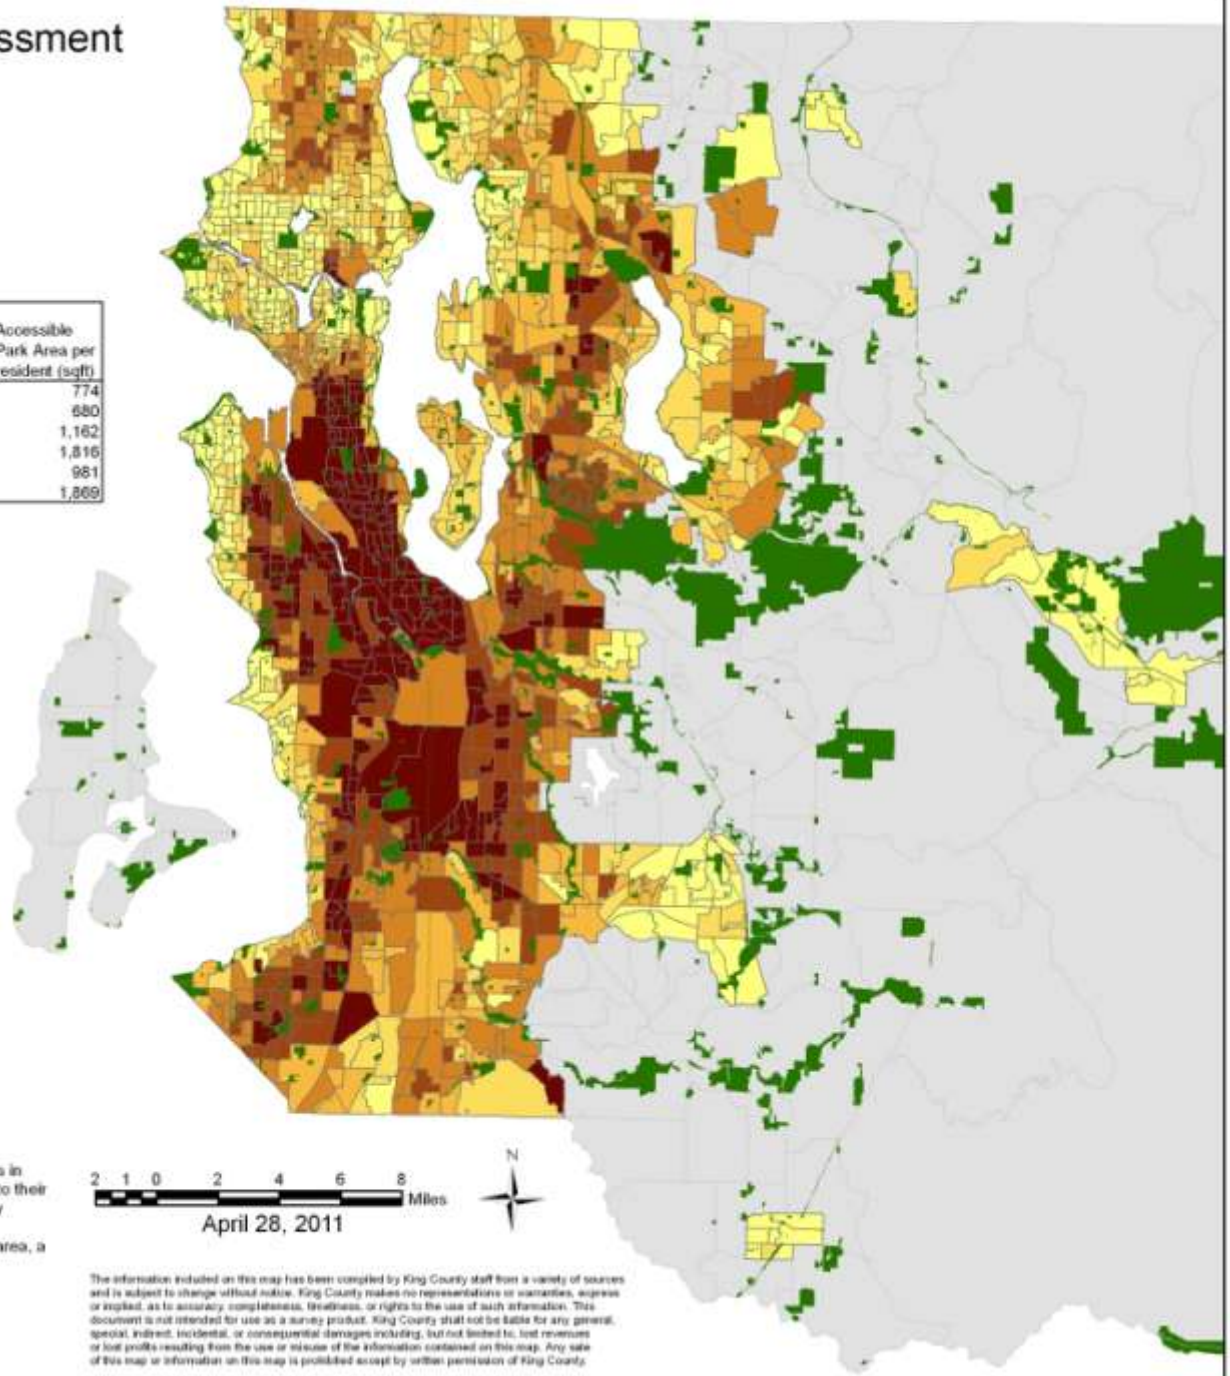 ssment
Accessible
Park Area per
esident (sqft)
774
680
1,162
1,816
981
1,869
s in
o their
y
area, a
2 1 0 2 4 6 8
Miles
N
April 28, 2011
The information included on this map has been compiled by King County staff from a variety of sources
and is subject to change without notice. King County makes no representations or warranties, express
or implied, as to accuracy, completeness, timeliness, or rights to the use of such information. This
document is not intended for use as a survey product. King County shall not be liable for any general,
special, indirect, incidental, or consequential damages including, but not limited to, lost revenues
or lost profits resulting from the use or misuse of the information contained on this map. Any sale
of this map or information on this map is prohibited except by written permission of King County.